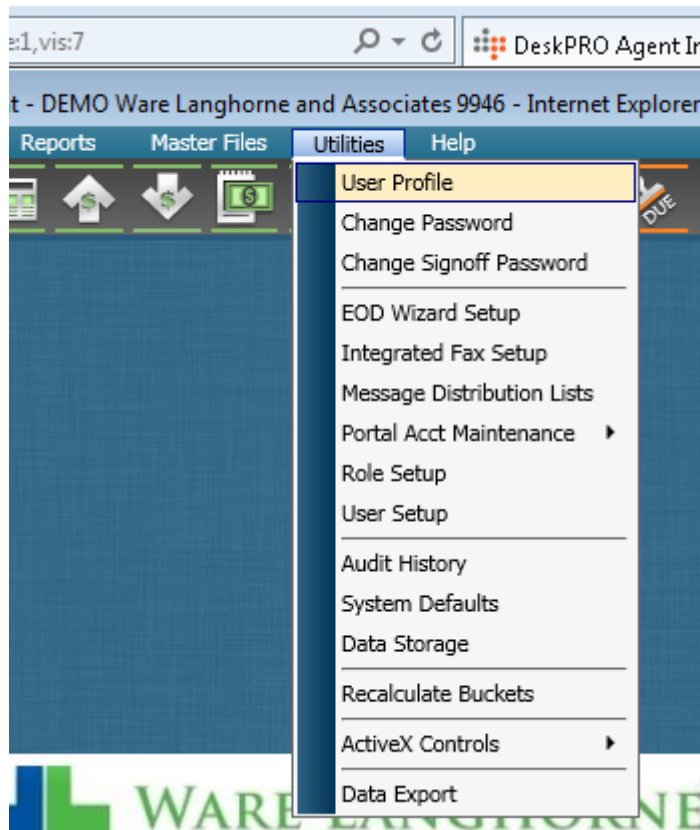 e:1,vis:7
DeskPRO Agent In
t - DEMO Ware Langhorne and Associates 9946 - Internet Explorer
Reports Master Files Utilities Help
DUE
User Profile
Change Password
Change Signoff Password
EOD Wizard Setup
Integrated Fax Setup
Message Distribution Lists
Portal Acct Maintenance
Role Setup
User Setup
Audit History
System Defaults
Data Storage
Recalculate Buckets
ActiveX Controls
Data Export
WARE LANGHORNE